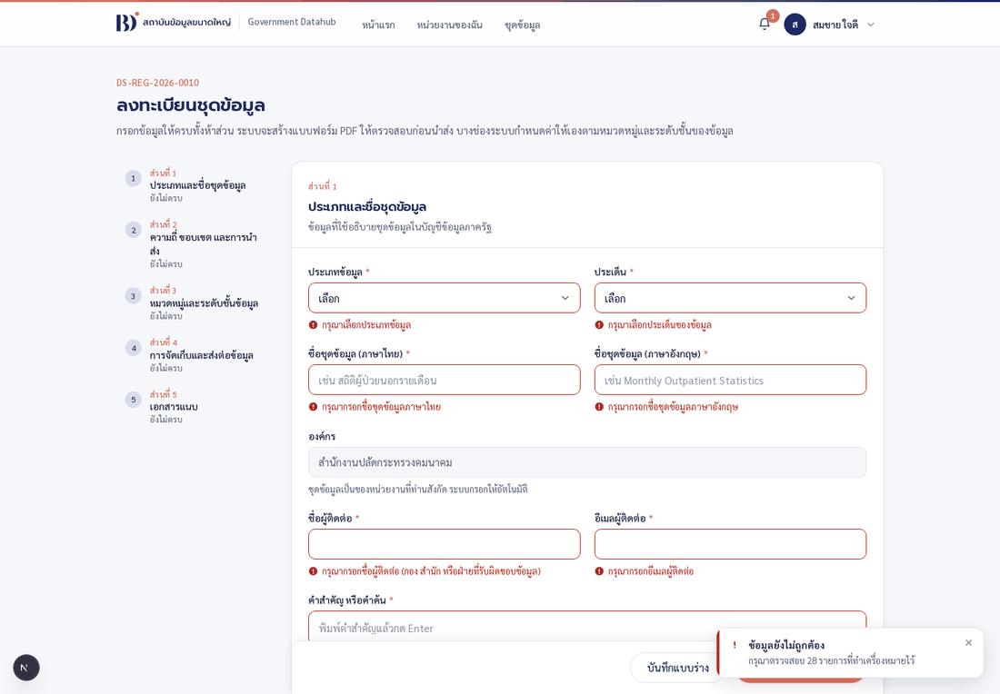 BD สถาบันข้อมูลขนาดใหญ่ Government Datahub หน้าแรก หน่วยงานของฉัน ชุดข้อมูล 1 ส สมชาย ใจดี
DS-REG-2026-0010
ลงทะเบียนชุดข้อมูล
กรอกข้อมูลให้ครบทั้งห้าส่วน ระบบจะสร้างแบบฟอร์ม PDF ให้ตรวจสอบก่อนนำส่ง บางช่องระบบกำหนดค่าให้เองตามหมวดหมู่และระดับชั้นของข้อมูล
1
ส่วนที่ 1
ประเภทและชื่อชุดข้อมูล
ยังไม่ครบ
2
ส่วนที่ 2
ความถี่ ขอบเขต และการนำ
ส่ง
ยังไม่ครบ
3
ส่วนที่ 3
หมวดหมู่และระดับชั้นข้อมูล
ยังไม่ครบ
4
ส่วนที่ 4
การจัดเก็บและส่งต่อข้อมูล
ยังไม่ครบ
5
ส่วนที่ 5
เอกสารแนบ
ยังไม่ครบ
ส่วนที่ 1
ประเภทและชื่อชุดข้อมูล
ข้อมูลที่ใช้อธิบายชุดข้อมูลในบัญชีข้อมูลภาครัฐ
ประเภทข้อมูล * ประเด็น *
เลือก เลือก
กรุณาเลือกประเภทข้อมูล กรุณาเลือกประเด็นของข้อมูล
ชื่อชุดข้อมูล (ภาษาไทย) * ชื่อชุดข้อมูล (ภาษาอังกฤษ) *
เช่น สถิติผู้ป่วยนอกรายเดือน เช่น Monthly Outpatient Statistics
กรุณากรอกชื่อชุดข้อมูลภาษาไทย กรุณากรอกชื่อชุดข้อมูลภาษาอังกฤษ
องค์กร
สำนักงานปลัดกระทรวงคมนาคม
ชุดข้อมูลเป็นของหน่วยงานที่ท่านสังกัด ระบบกรอกให้อัตโนมัติ
ชื่อผู้ติดต่อ * อีเมลผู้ติดต่อ *
กรุณากรอกชื่อผู้ติดต่อ (กอง สำนัก หรือฝ่ายที่รับผิดชอบข้อมูล) กรุณากรอกอีเมลผู้ติดต่อ
คำสำคัญ หรือคำค้น *
พิมพ์คำสำคัญแล้วกด Enter
บันทึกแบบร่าง
! ข้อมูลยังไม่ถูกต้อง
กรุณาตรวจสอบ 28 รายการที่ทำเครื่องหมายไว้
N